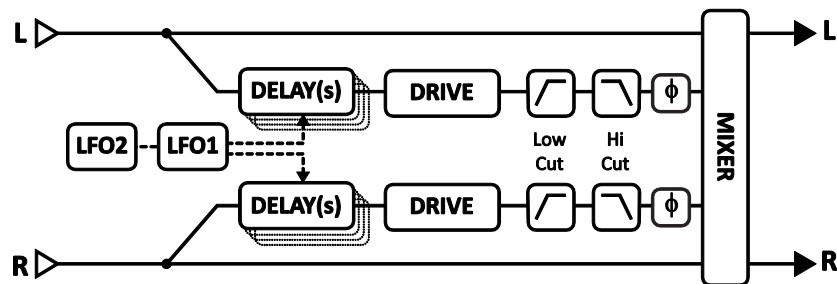 L
L
DELAY(s)
DRIVE
ϕ
LFO2
LFO1
Low
Cut
Hi
Cut
MIXER
DELAY(s)
DRIVE
ϕ
R
R